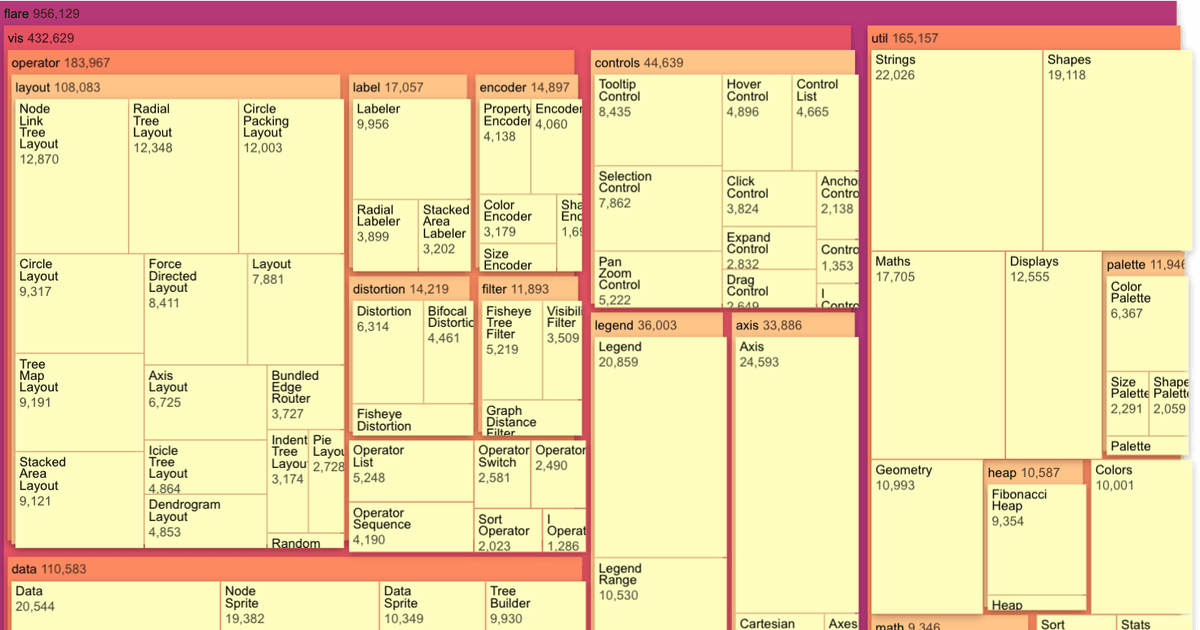 flare 956,129
vis 432,629
operator 183,967
layout 108,083
Node
Link
Tree
Layout
12,870
Radial
Tree
Layout
12,348
Circle
Packing
Layout
12,003
Circle
Layout
9,317
Force
Directed
Layout
8,411
Layout
7,881
Tree
Map
Layout
9,191
Axis
Layout
6,725
Bundled
Edge
Router
3,727
Stacked
Area
Layout
9,121
Icicle
Tree
Layout
4,864
Indent
Tree
Layou
3,174
Pie
Layou
2,728
Dendrogram
Layout
4,853
Random
label 17,057
Labeler
9,956
Radial
Labeler
3,899
Stacked
Area
Labeler
3,202
encoder 14,897
Property
Encoder
4,138
Encoder
4,060
Color
Encoder
3,179
Sha
Enc
1,69
Size
Encoder
distortion 14,219
Distortion
6,314
Bifocal
Distortic
4,461
Fisheye
Distortion
filter 11,893
Fisheye
Tree
Filter
5,219
Visibili
Filter
3,509
Graph
Distance
Filter
Operator
List
5,248
Operator
Switch
2,581
Operator
2,490
Operator
Sequence
4,190
Sort
Operator
2,023
I
Operat
1,286
data 110,583
Data
20,544
Node
Sprite
19,382
Data
Sprite
10,349
Tree
Builder
9,930
controls 44,639
Tooltip
Control
8,435
Hover
Control
4,896
Control
List
4,665
Selection
Control
7,862
Click
Control
3,824
Ancho
Contro
2,138
Expand
Control
2,832
Contro
1,353
Pan
Zoom
Control
5,222
Drag
Control
2,649
I
Contro
legend 36,003
Legend
20,859
Legend
Range
10,530
axis 33,886
Axis
24,593
Cartesian
Axes
util 165,157
Strings
22,026
Shapes
19,118
Maths
17,705
Displays
12,555
palette 11,946
Color
Palette
6,367
Size
Palette
2,291
Shape
Palette
2,059
Palette
Geometry
10,993
heap 10,587
Fibonacci
Heap
9,354
Heap
Colors
10,001
math 9,346
Sort
Stats